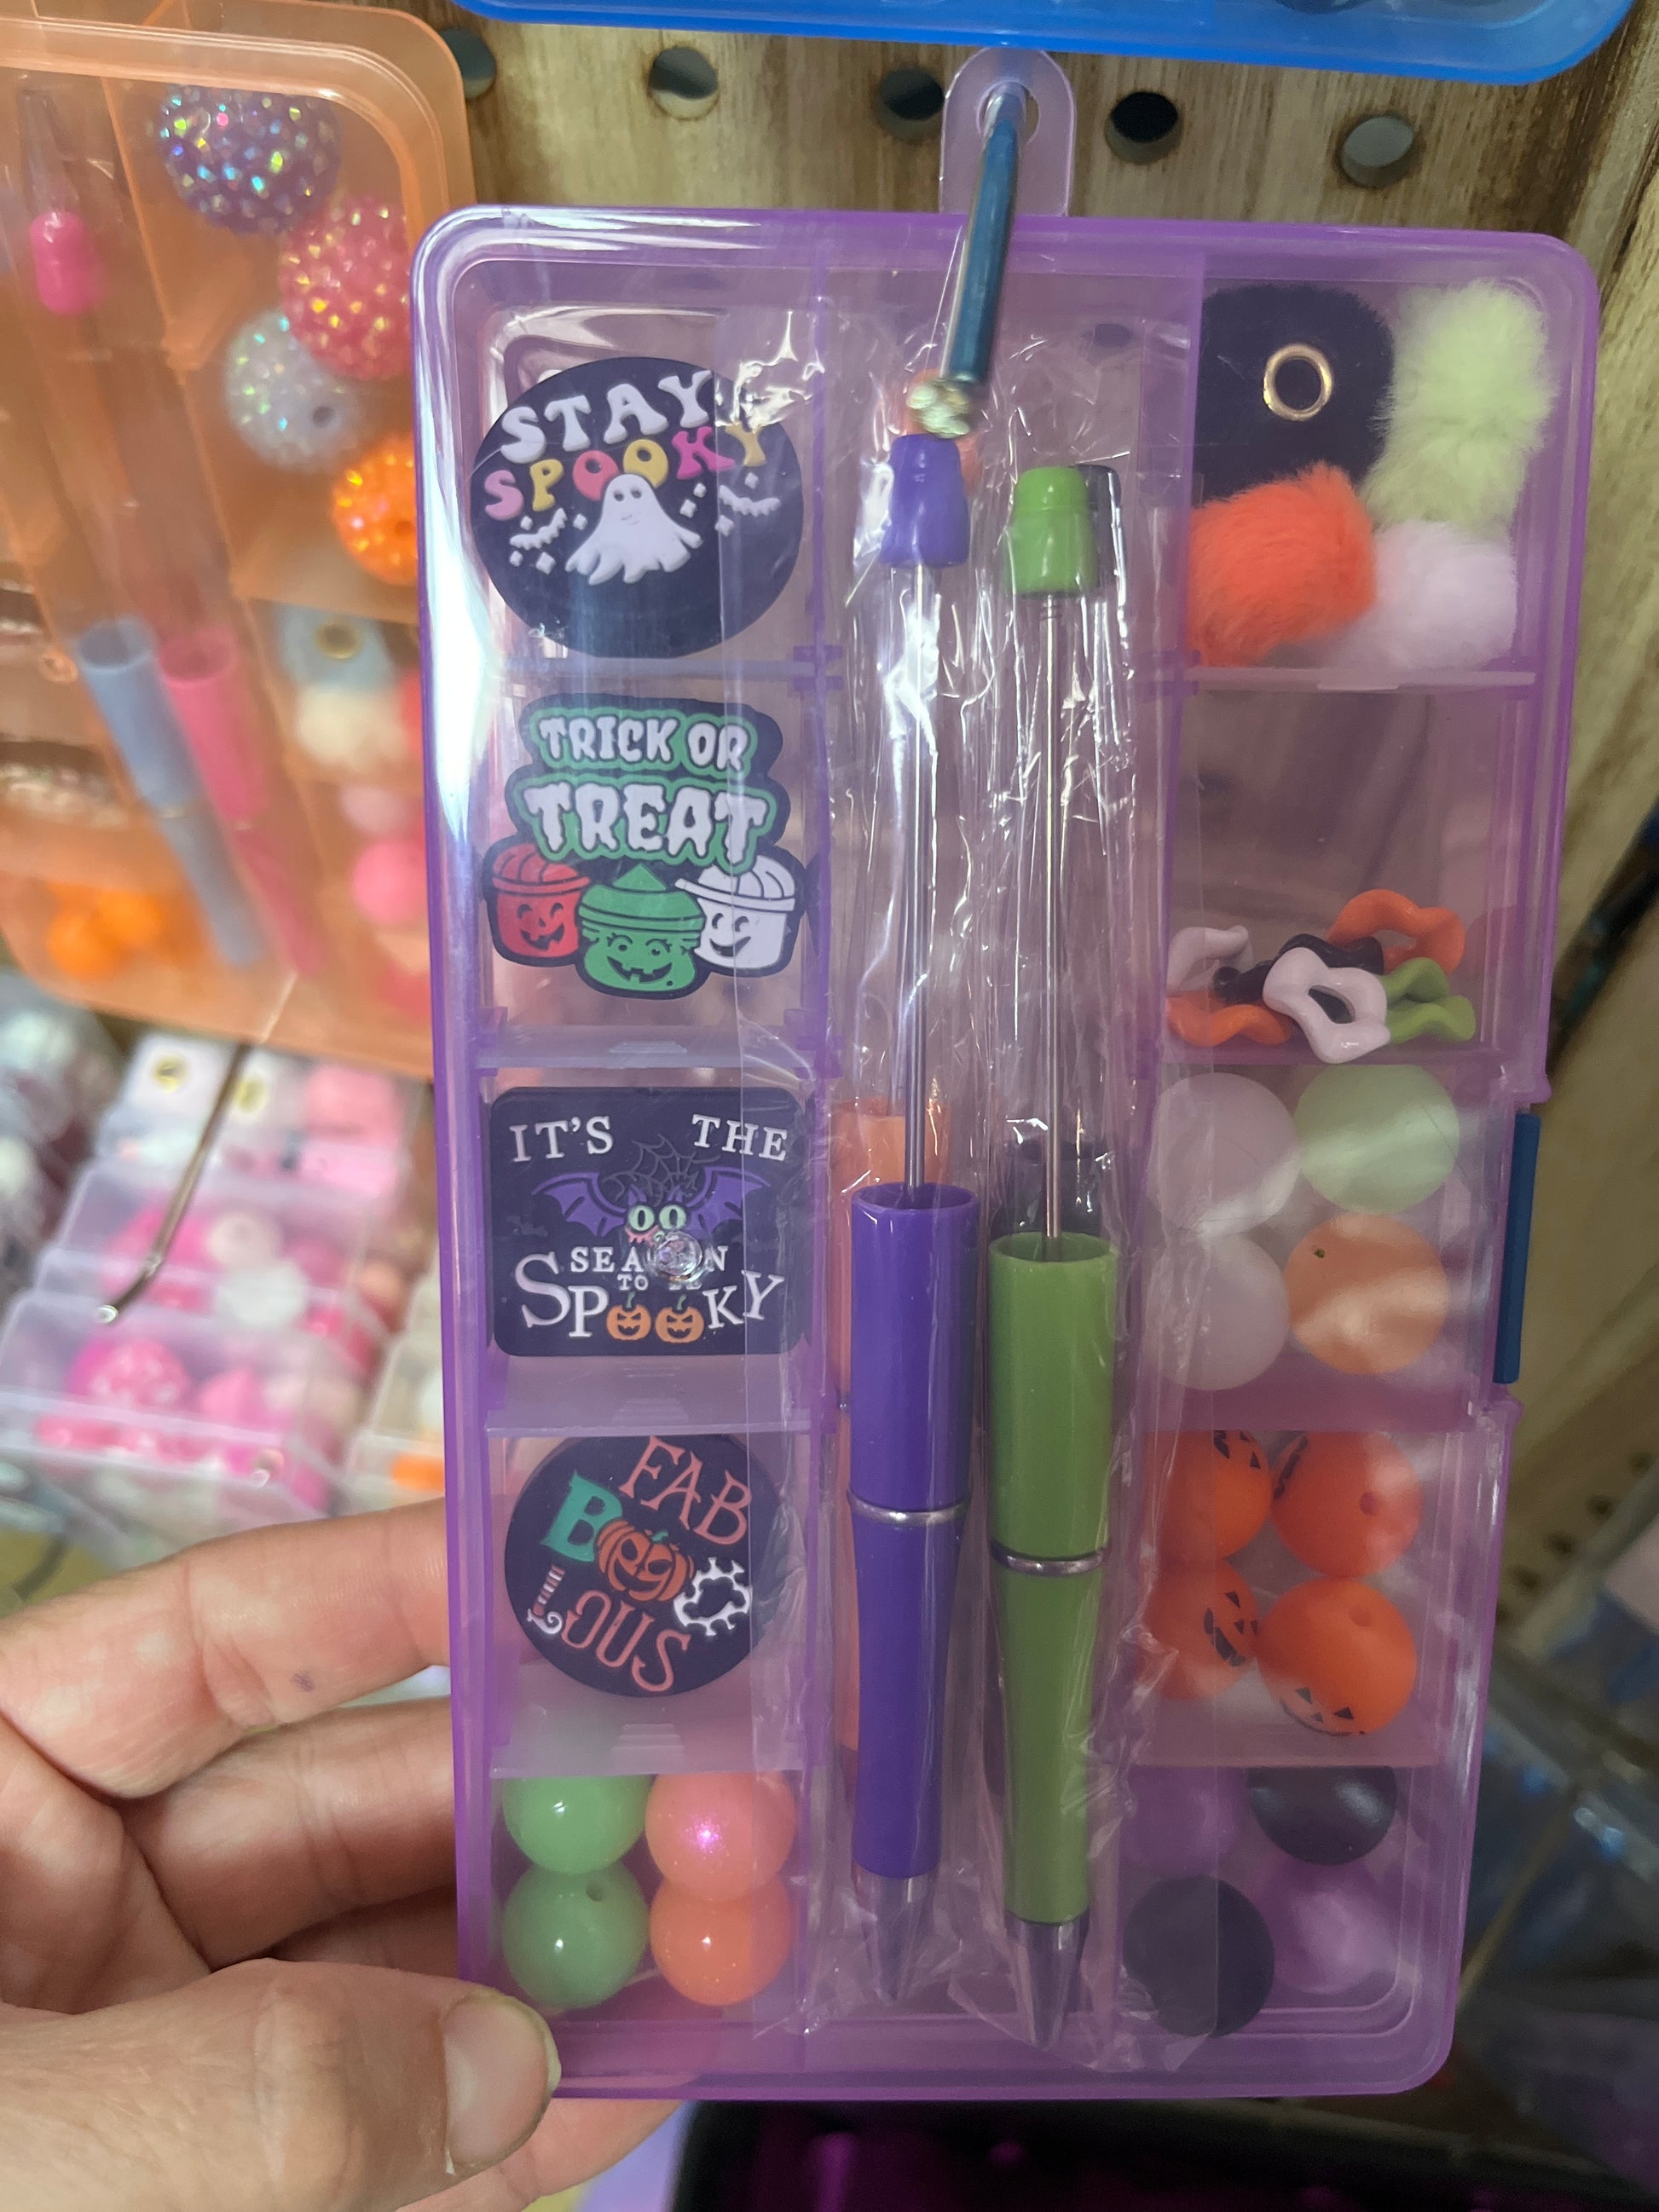 STAY
SPOOKY
TRICK OR
TREAT
IT'S THE
SEASON
TO
SPOOKY
FAB
BOO
LOUS